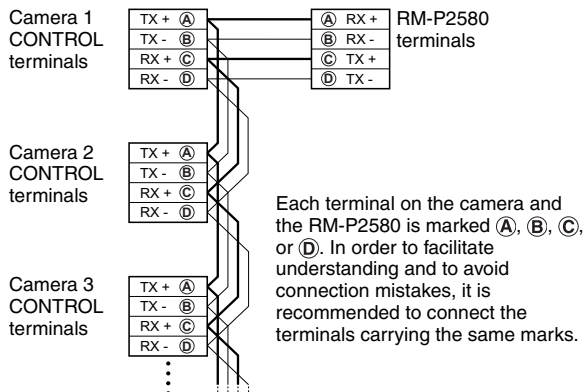 Camera 1
CONTROL
terminals
TX + Ⓐ
TX - Ⓑ
RX + Ⓒ
RX - Ⓓ
Ⓐ RX +
Ⓑ RX -
Ⓒ TX +
Ⓓ TX -
RM-P2580
terminals
Camera 2
CONTROL
terminals
TX + Ⓐ
TX - Ⓑ
RX + Ⓒ
RX - Ⓓ
Each terminal on the camera and
the RM-P2580 is marked Ⓐ, Ⓑ, Ⓒ,
or Ⓓ. In order to facilitate
understanding and to avoid
connection mistakes, it is
recommended to connect the
terminals carrying the same marks.
Camera 3
CONTROL
terminals
TX + Ⓐ
TX - Ⓑ
RX + Ⓒ
RX - Ⓓ